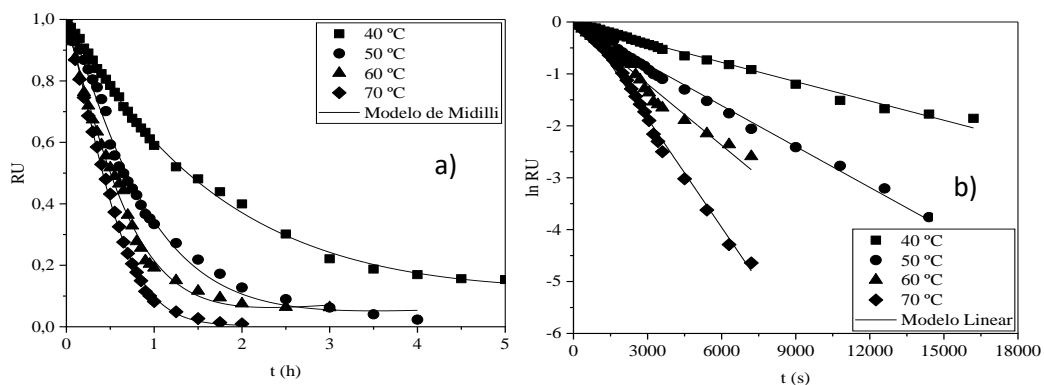 1,0
0,8
0,6
0,4
0,2
0,0
RU
0 1 2 3 4 5
t (h)
40 ºC
50 ºC
60 ºC
70 ºC
Modelo de Midilli
a)
0
-1
-2
-3
-4
-5
-6
ln RU
0 3000 6000 9000 12000 15000 18000
t (s)
b)
40 ºC
50 ºC
60 ºC
70 ºC
Modelo Linear